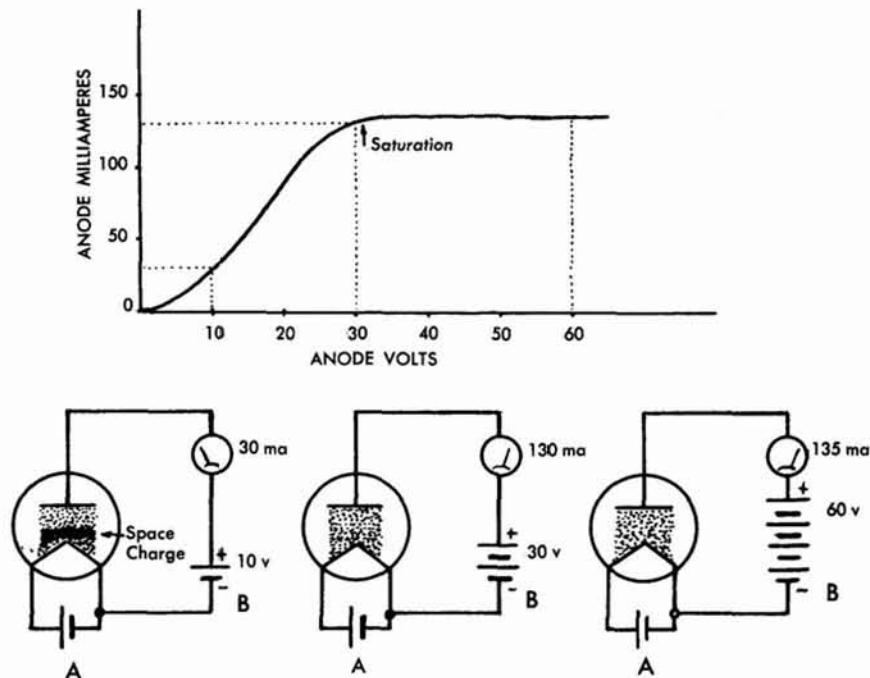 ANODE MILLIAMPERES
150
100
50
0
Saturation
10 20 30 40 50 60
ANODE VOLTS
30 ma
Space
Charge
+
10 v
-
B
A
130 ma
+
30 v
-
B
A
135 ma
+
60 v
-
B
A